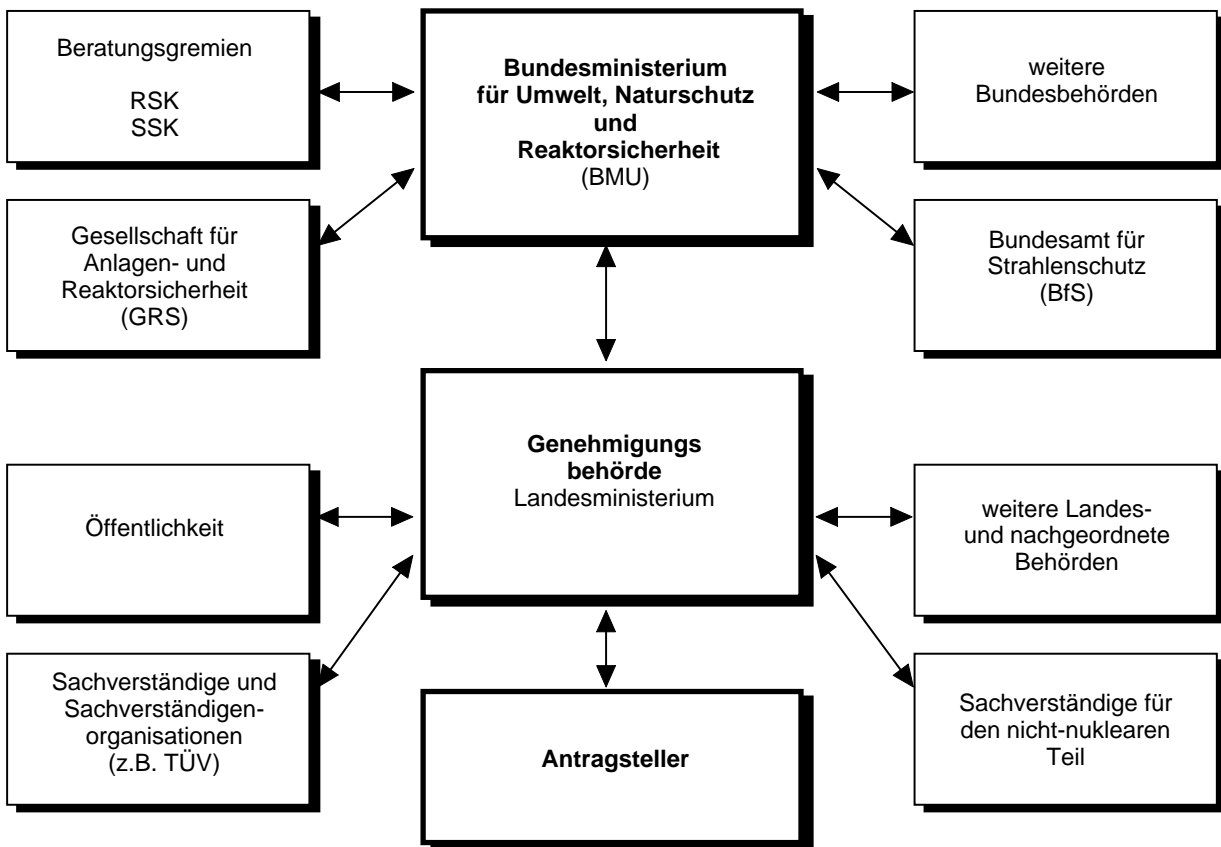 Beratungsgremien
RSK
SSK
Bundesministerium
für Umwelt, Naturschutz
und
Reaktorsicherheit
(BMU)
weitere
Bundesbehörden
Gesellschaft für
Anlagen- und
Reaktorsicherheit
(GRS)
Bundesamt für
Strahlenschutz
(BfS)
Genehmigungs
behörde
Landesministerium
Öffentlichkeit
weitere Landes-
und nachgeordnete
Behörden
Sachverständige und
Sachverständigen-
organisationen
(z.B. TÜV)
Antragsteller
Sachverständige für
den nicht-nuklearen
Teil